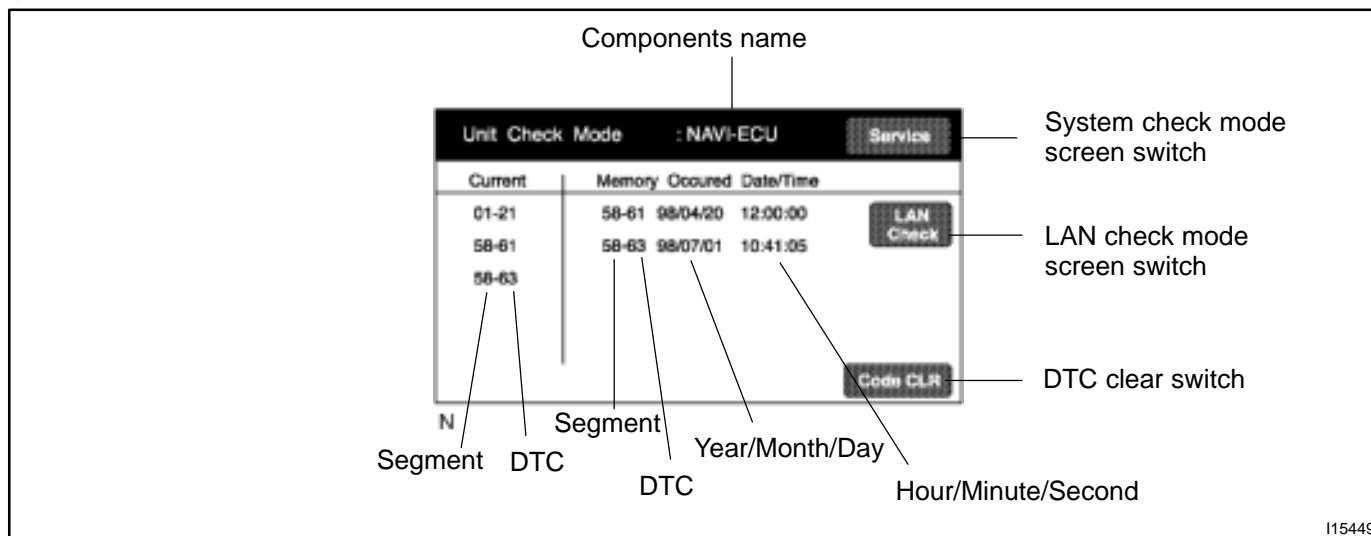 Components name
Unit Check Mode : NAVI-ECU Service
System check mode
screen switch
Current Memory Occured Date/Time
01-21 58-61 98/04/20 12:00:00
LAN
Check
58-61 58-63 98/07/01 10:41:05
58-63
LAN check mode
screen switch
Code CLR
DTC clear switch
N
Segment DTC
Segment
DTC
Year/Month/Day
Hour/Minute/Second
I15449